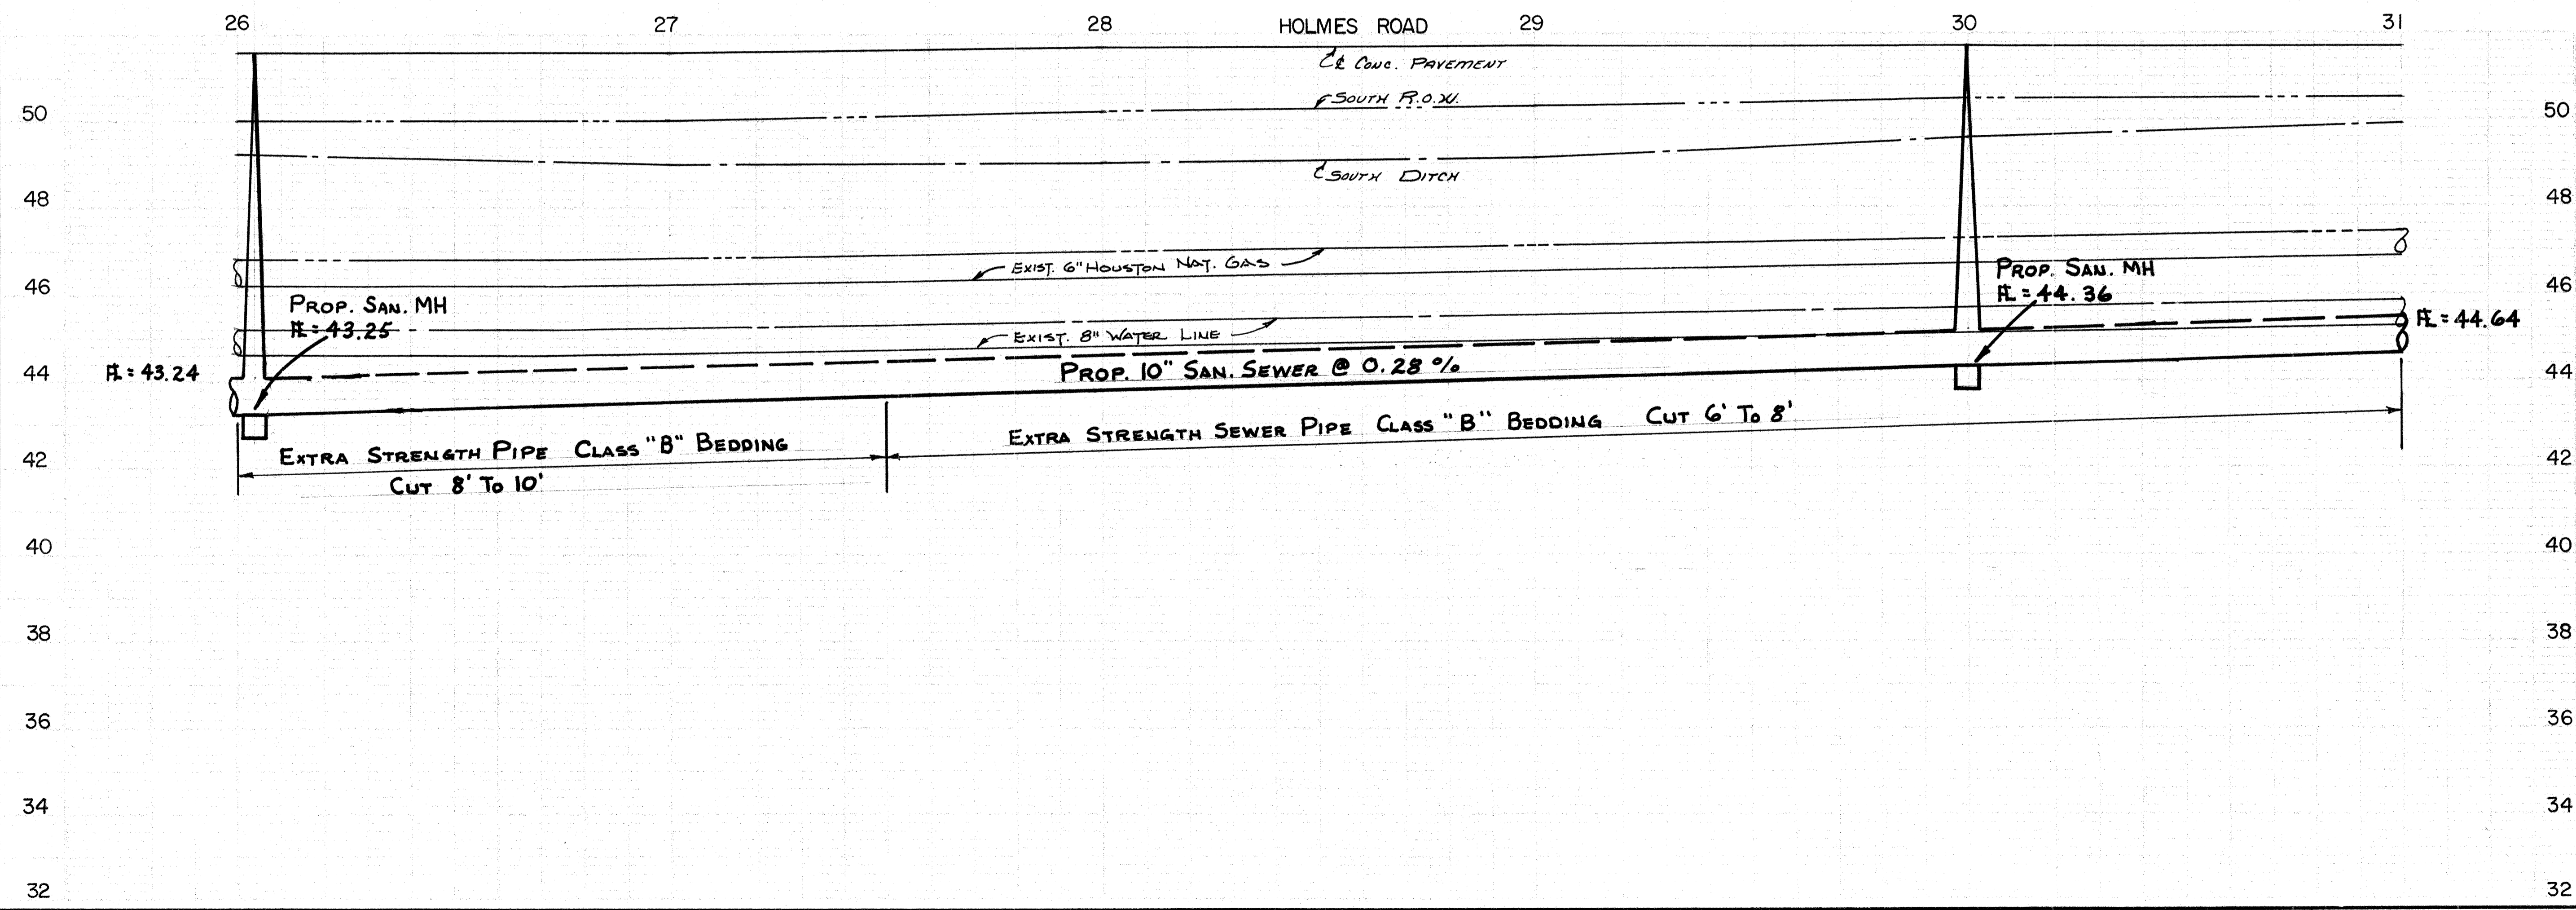 26 27 28 HOLMES ROAD 29 30 31
℄ CONC. PAVEMENT
SOUTH R.O.W.
50 50
SOUTH DITCH
48 48
EXIST. 6" HOUSTON NAT. GAS
46 46
PROP. SAN. MH
FL = 44.36
PROP. SAN. MH
FL = 43.25
EXIST. 8" WATER LINE
FL = 44.64
44 FL = 43.24 44
PROP. 10" SAN. SEWER @ 0.28 %
EXTRA STRENGTH PIPE CLASS "B" BEDDING
CUT 8' TO 10'
EXTRA STRENGTH SEWER PIPE CLASS "B" BEDDING CUT 6' TO 8'
42 42
40 40
38 38
36 36
34 34
32 32